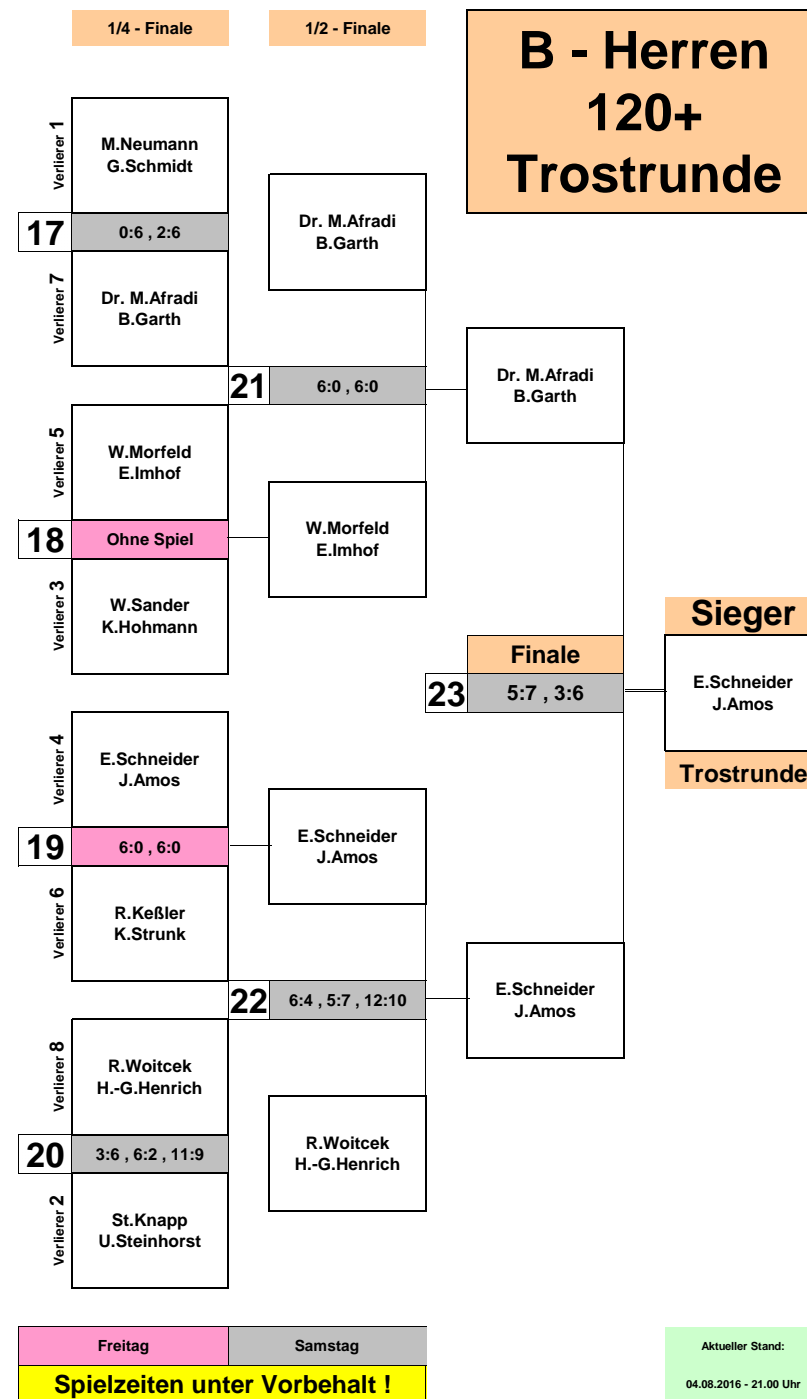 1/4 - Finale
1/2 - Finale
B - Herren
120+
Trostrunde
Verlierer 1
M.Neumann
G.Schmidt
17
0:6 , 2:6
Verlierer 7
Dr. M.Afradi
B.Garth
Dr. M.Afradi
B.Garth
21
6:0 , 6:0
Dr. M.Afradi
B.Garth
Verlierer 5
W.Morfeld
E.Imhof
18
Ohne Spiel
W.Morfeld
E.Imhof
Verlierer 3
W.Sander
K.Hohmann
Finale
23
5:7 , 3:6
Sieger
E.Schneider
J.Amos
Trostrunde
Verlierer 4
E.Schneider
J.Amos
19
6:0 , 6:0
E.Schneider
J.Amos
Verlierer 6
R.Keßler
K.Strunk
22
6:4 , 5:7 , 12:10
E.Schneider
J.Amos
Verlierer 8
R.Woitcek
H.-G.Henrich
20
3:6 , 6:2 , 11:9
R.Woitcek
H.-G.Henrich
Verlierer 2
St.Knapp
U.Steinhorst
Freitag
Samstag
Spielzeiten unter Vorbehalt !
Aktueller Stand:
04.08.2016 - 21.00 Uhr